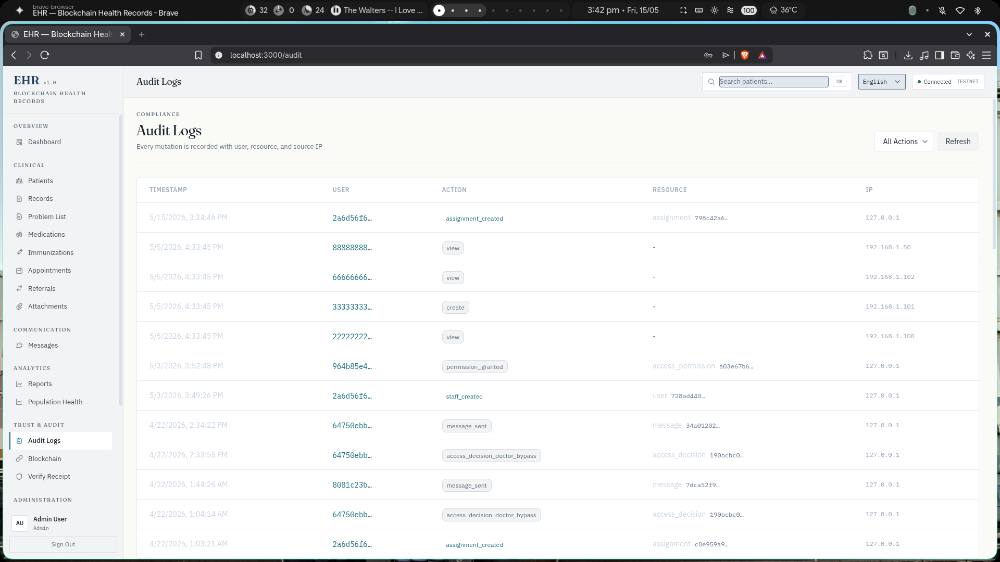 brave-browser
EHR — Blockchain Health Records - Brave
32 0 24 The Walters -- I Love ...
3:42 pm • Fri, 15/05
100
36°C
EHR — Blockchain Healt
localhost:3000/audit
EHR v1.0
BLOCKCHAIN HEALTH
RECORDS
Audit Logs
Search patients...
⌘K
English
Connected TESTNET
OVERVIEW
Dashboard
CLINICAL
Patients
Records
Problem List
Medications
Immunizations
Appointments
Referrals
Attachments
COMMUNICATION
Messages
ANALYTICS
Reports
Population Health
TRUST & AUDIT
Audit Logs
Blockchain
Verify Receipt
ADMINISTRATION
AU
Admin User
Admin
Sign Out
COMPLIANCE
Audit Logs
Every mutation is recorded with user, resource, and source IP
All Actions
Refresh
TIMESTAMP USER ACTION RESOURCE IP
5/15/2026, 3:34:46 PM 2a6d56f6… assignment_created assignment 798c42a6… 127.0.0.1
5/5/2026, 4:33:45 PM 88888888… view - 192.168.1.50
5/5/2026, 4:33:45 PM 66666666… view - 192.168.1.102
5/5/2026, 4:33:45 PM 33333333… create - 192.168.1.101
5/5/2026, 4:33:45 PM 22222222… view - 192.168.1.100
5/3/2026, 3:52:48 PM 964b85e4… permission_granted access_permission a03e67b6… 127.0.0.1
5/3/2026, 3:49:26 PM 2a6d56f6… staff_created user 728ad440… 127.0.0.1
4/22/2026, 2:34:22 PM 64750ebb… message_sent message 34a01202… 127.0.0.1
4/22/2026, 2:33:55 PM 64750ebb… access_decision_doctor_bypass access_decision 190bcbc0… 127.0.0.1
4/22/2026, 1:44:26 AM 8081c23b… message_sent message 7dca52f9… 127.0.0.1
4/22/2026, 1:04:14 AM 64750ebb… access_decision_doctor_bypass access_decision 190bcbc0… 127.0.0.1
4/22/2026, 1:03:21 AM 2a6d56f6… assignment_created assignment c0e959a9… 127.0.0.1